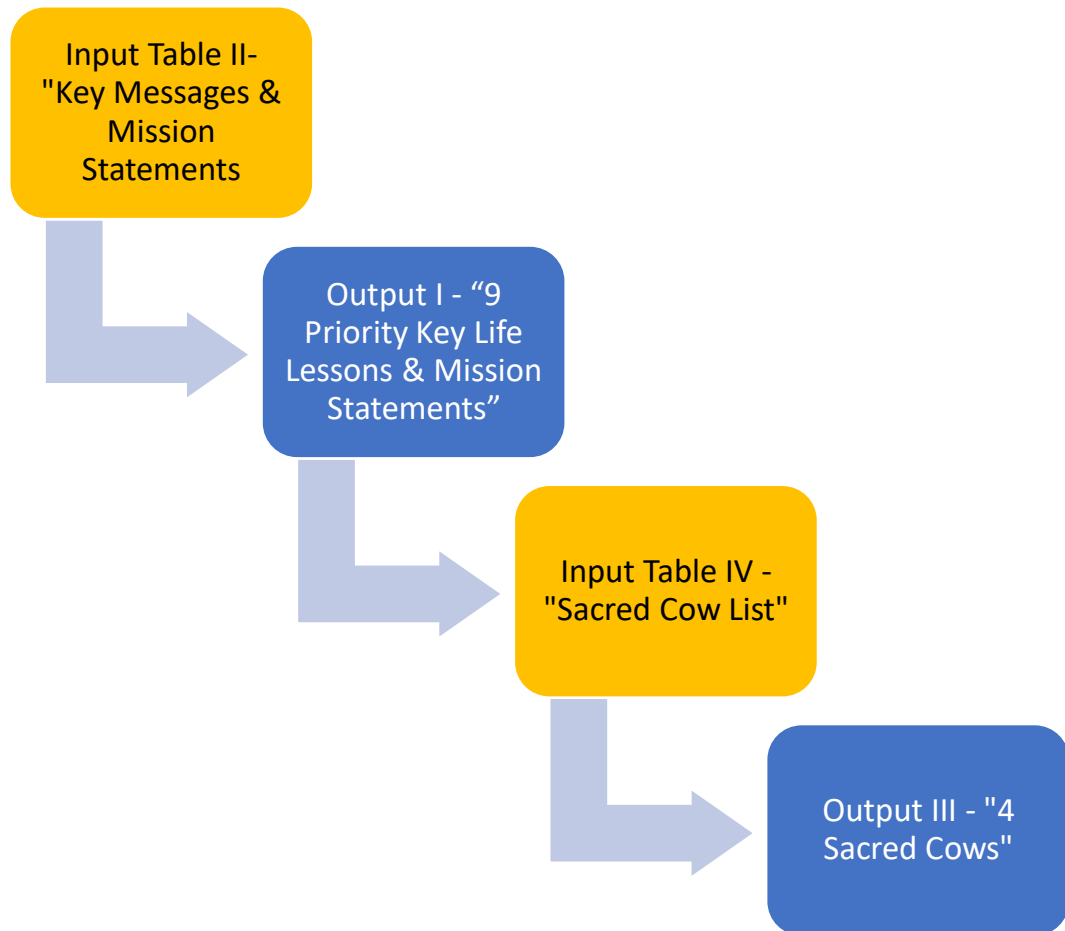 Input Table II-
"Key Messages &
Mission
Statements
Output I - “9
Priority Key Life
Lessons & Mission
Statements”
Input Table IV -
"Sacred Cow List"
Output III - "4
Sacred Cows"